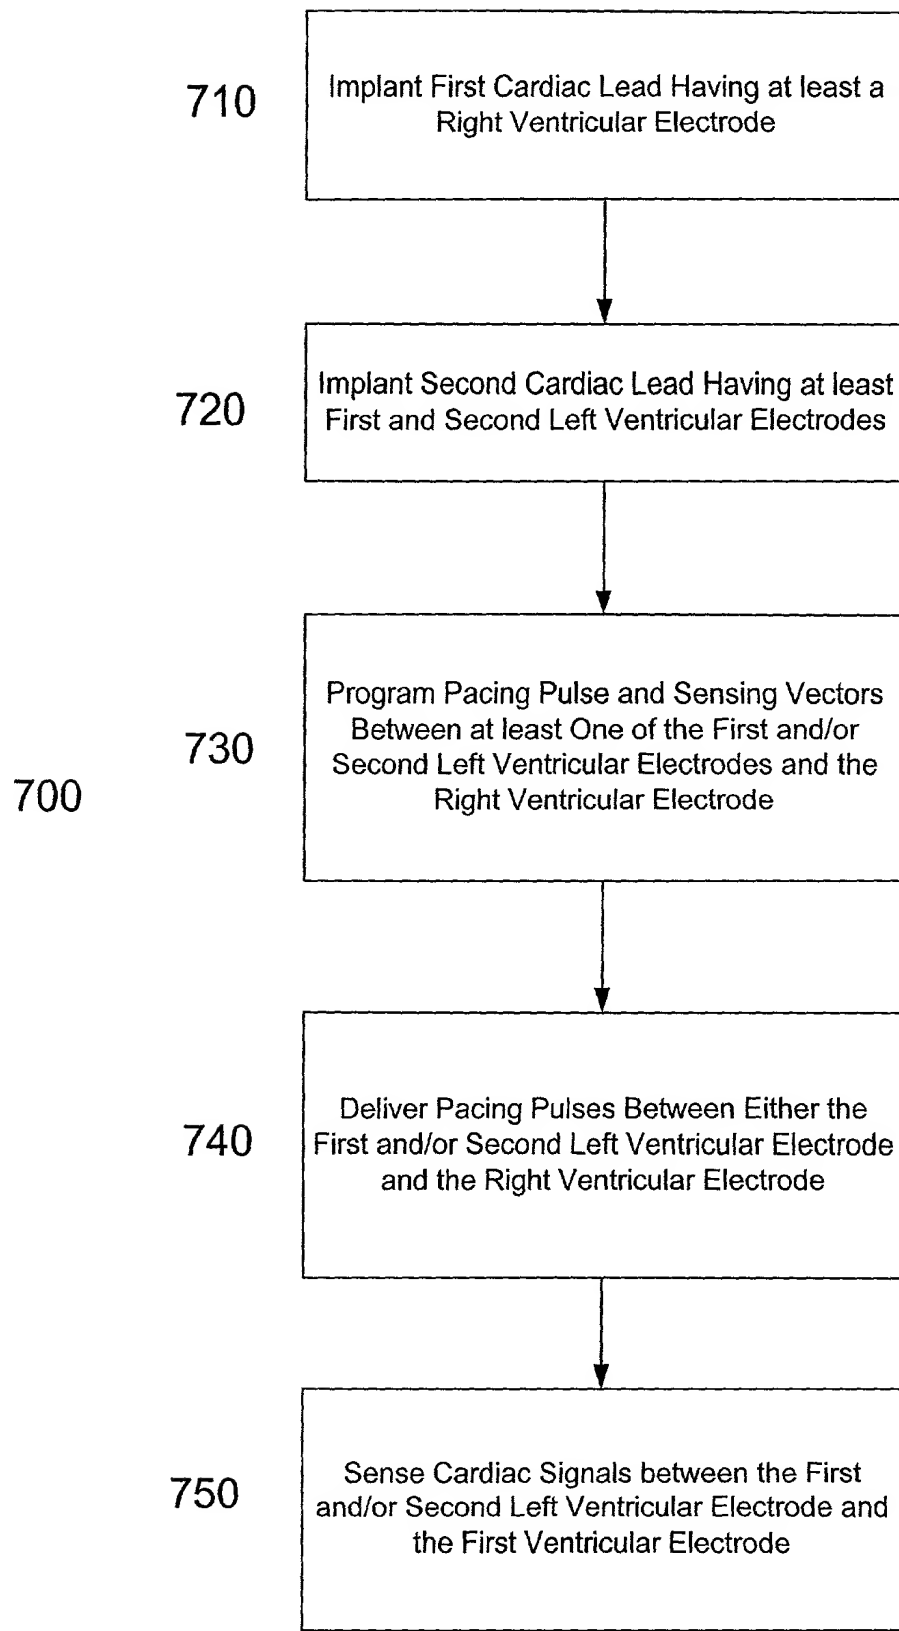 710
Implant First Cardiac Lead Having at least a
Right Ventricular Electrode
720
Implant Second Cardiac Lead Having at least
First and Second Left Ventricular Electrodes
700
730
Program Pacing Pulse and Sensing Vectors
Between at least One of the First and/or
Second Left Ventricular Electrodes and the
Right Ventricular Electrode
740
Deliver Pacing Pulses Between Either the
First and/or Second Left Ventricular Electrode
and the Right Ventricular Electrode
750
Sense Cardiac Signals between the First
and/or Second Left Ventricular Electrode and
the First Ventricular Electrode